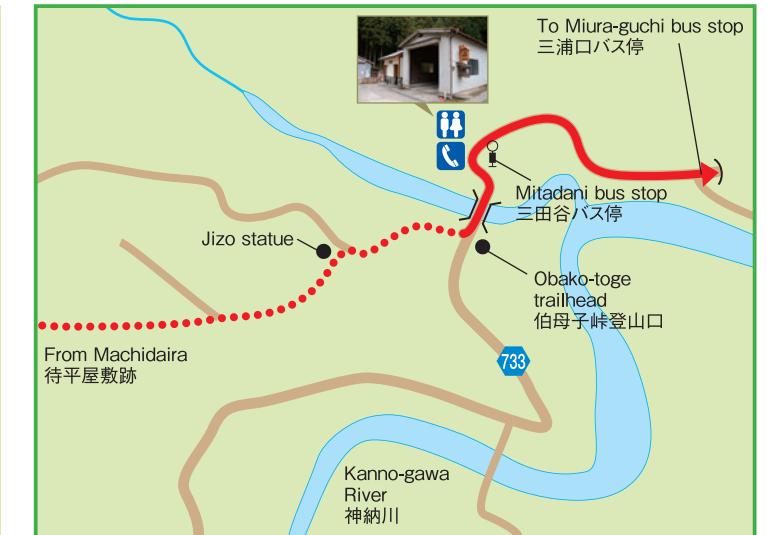 To Miura-guchi bus stop
三浦口バス停
Mitadani bus stop
三田谷バス停
Jizo statue
Obako-toge
trailhead
伯母子峠登山口
From Machidaira
待平屋敷跡
733
Kanno-gawa
River
神納川